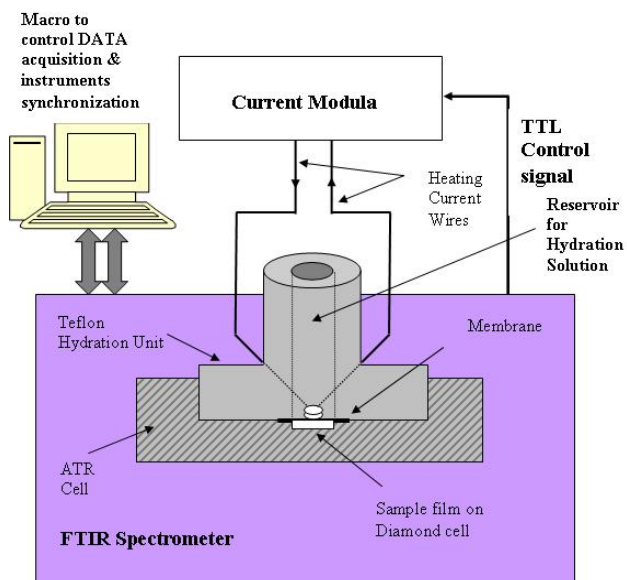 Macro to
control DATA
acquisition &
instruments
synchronization
Current Modula
TTL
Control
signal
Heating
Current
Wires
Reservoir
for
Hydration
Solution
Teflon
Hydration Unit
Membrane
ATR
Cell
Sample film on
Diamond cell
FTIR Spectrometer